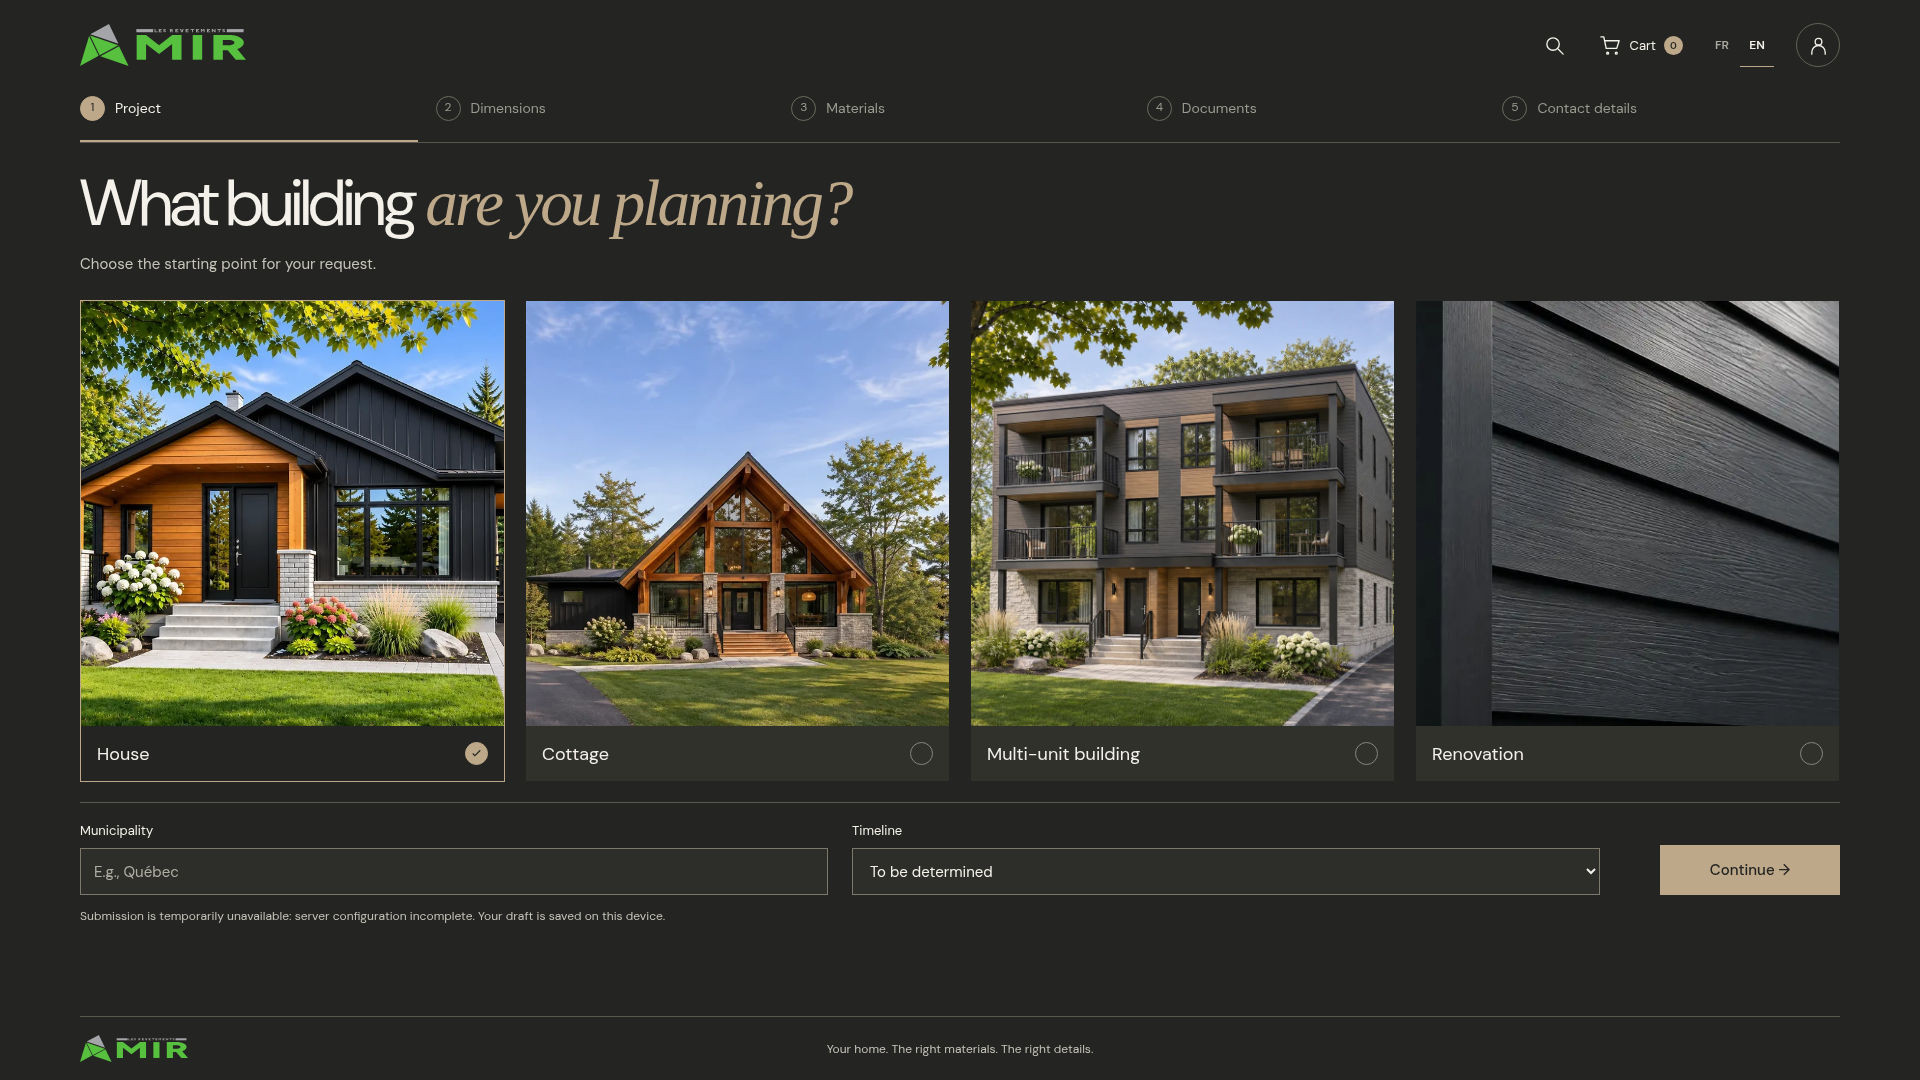 LES REVETEMENTS
MIR
Cart 0
FR EN
1 Project
2 Dimensions
3 Materials
4 Documents
5 Contact details
What building are you planning?
Choose the starting point for your request.
House
Cottage
Multi-unit building
Renovation
Municipality
E.g., Québec
Timeline
To be determined
Continue →
Submission is temporarily unavailable: server configuration incomplete. Your draft is saved on this device.
LES REVETEMENTS
MIR
Your home. The right materials. The right details.